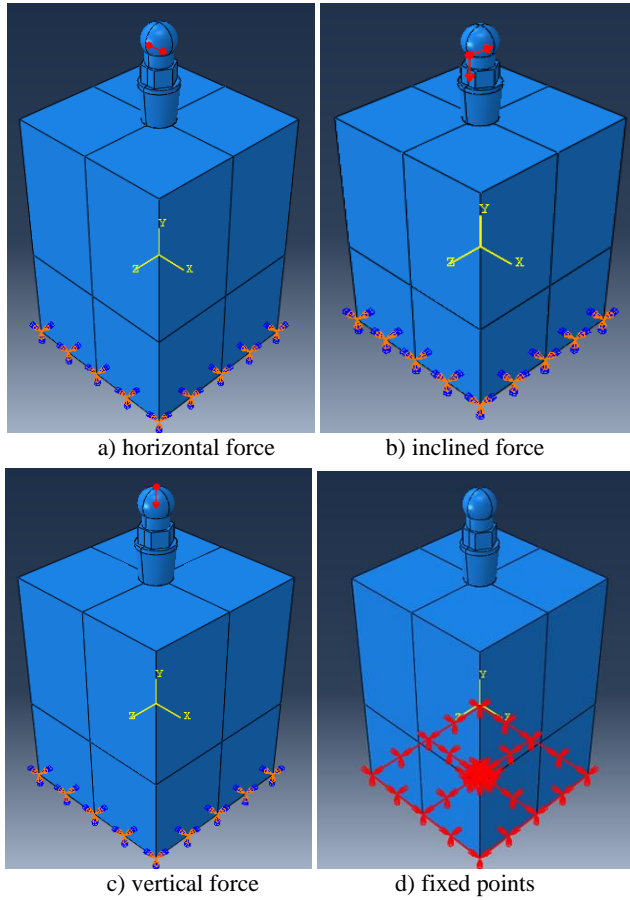 Y
Z
X
Y
Z
X
a) horizontal force
b) inclined force
Y
Z
X
Y
Z
X
c) vertical force
d) fixed points